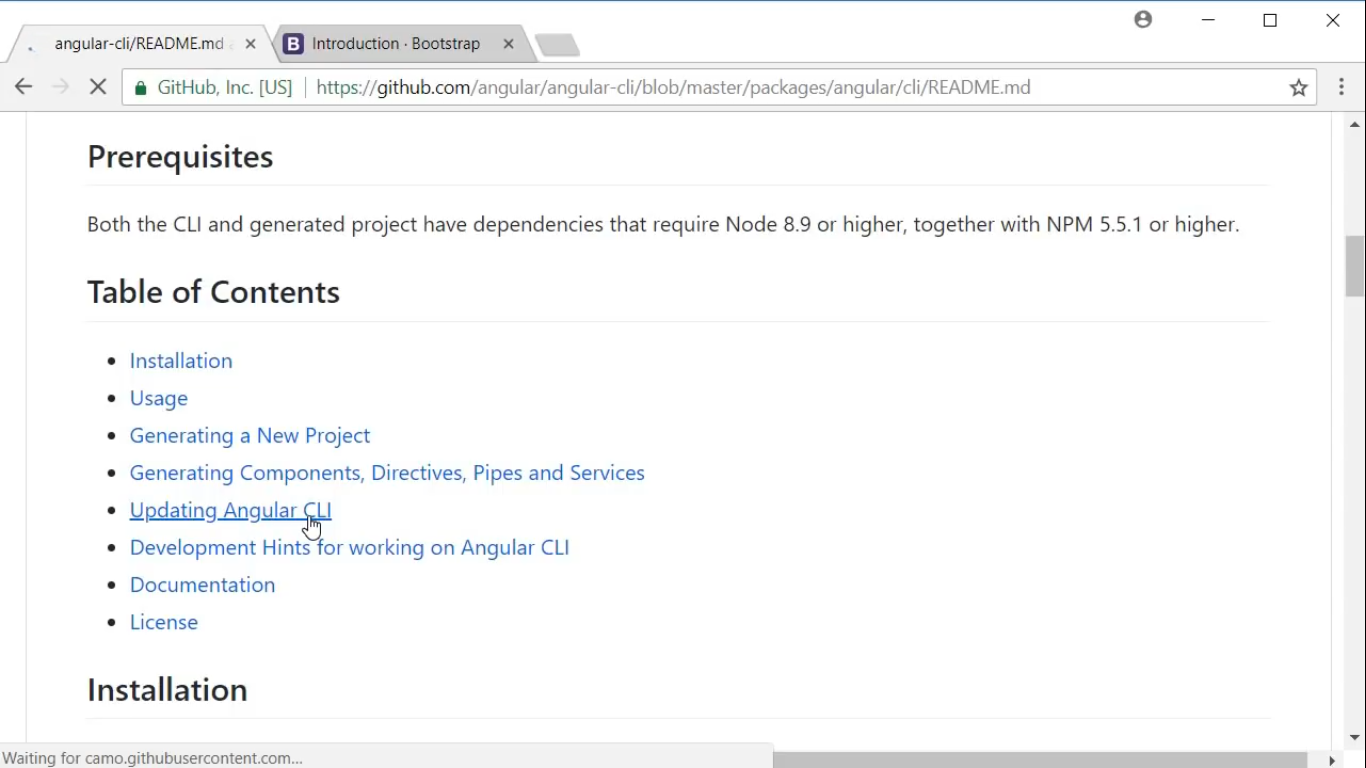 angular-cli/README.md
Introduction · Bootstrap
GitHub, Inc. [US]
https://github.com/angular/angular-cli/blob/master/packages/angular/cli/README.md
Prerequisites
Both the CLI and generated project have dependencies that require Node 8.9 or higher, together with NPM 5.5.1 or higher.
Table of Contents
Installation
Usage
Generating a New Project
Generating Components, Directives, Pipes and Services
Updating Angular CLI
Development Hints for working on Angular CLI
Documentation
License
Installation
Waiting for camo.githubusercontent.com...